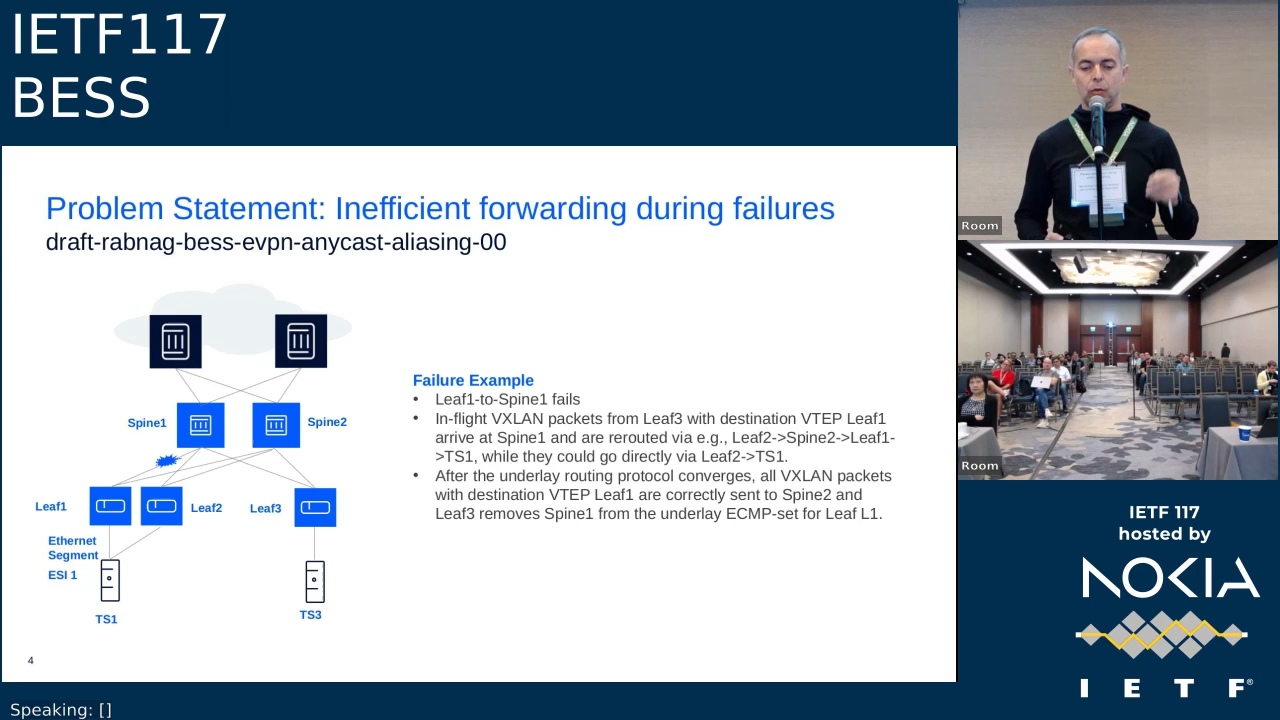 IETF117
BESS
Problem Statement: Inefficient forwarding during failures
draft-rabnag-bess-evpn-anycast-aliasing-00
Spine1
Spine2
Leaf1
Leaf2
Leaf3
Ethernet
Segment
ESI 1
TS1
TS3
Failure Example
• Leaf1-to-Spine1 fails
• In-flight VXLAN packets from Leaf3 with destination VTEP Leaf1
arrive at Spine1 and are rerouted via e.g., Leaf2->Spine2->Leaf1-
>TS1, while they could go directly via Leaf2->TS1.
• After the underlay routing protocol converges, all VXLAN packets
with destination VTEP Leaf1 are correctly sent to Spine2 and
Leaf3 removes Spine1 from the underlay ECMP-set for Leaf L1.
4
Speaking: []
Room
Room
IETF 117
hosted by
NOKIA
I E T F®